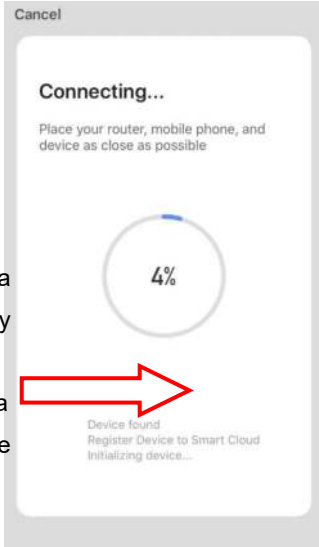 Cancel
Connecting...
Place your router, mobile phone, and
device as close as possible
4%
a
y
a
e
Device found
Register Device to Smart Cloud
Initializing device...